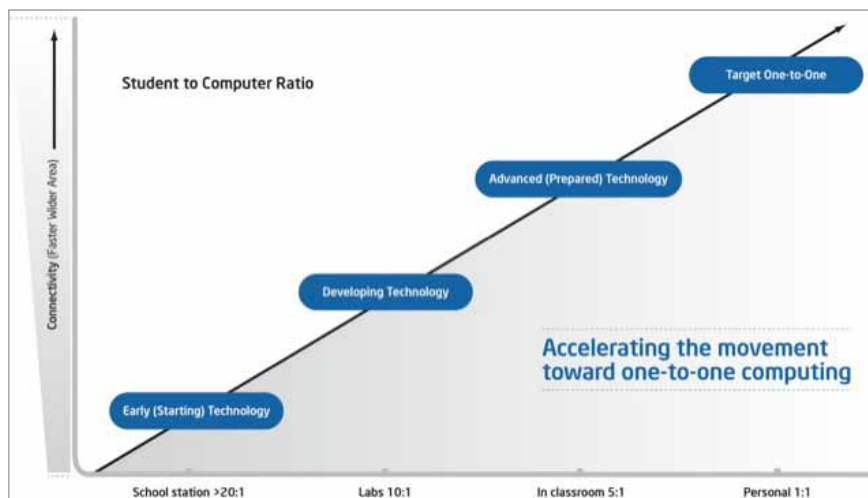 Student to Computer Ratio
Target One-to-One
Advanced (Prepared) Technology
Developing Technology
Early (Starting) Technology
Connectivity (Faster Wider Area)
Accelerating the movement
toward one-to-one computing
School station >20:1
Labs 10:1
In classroom 5:1
Personal 1:1